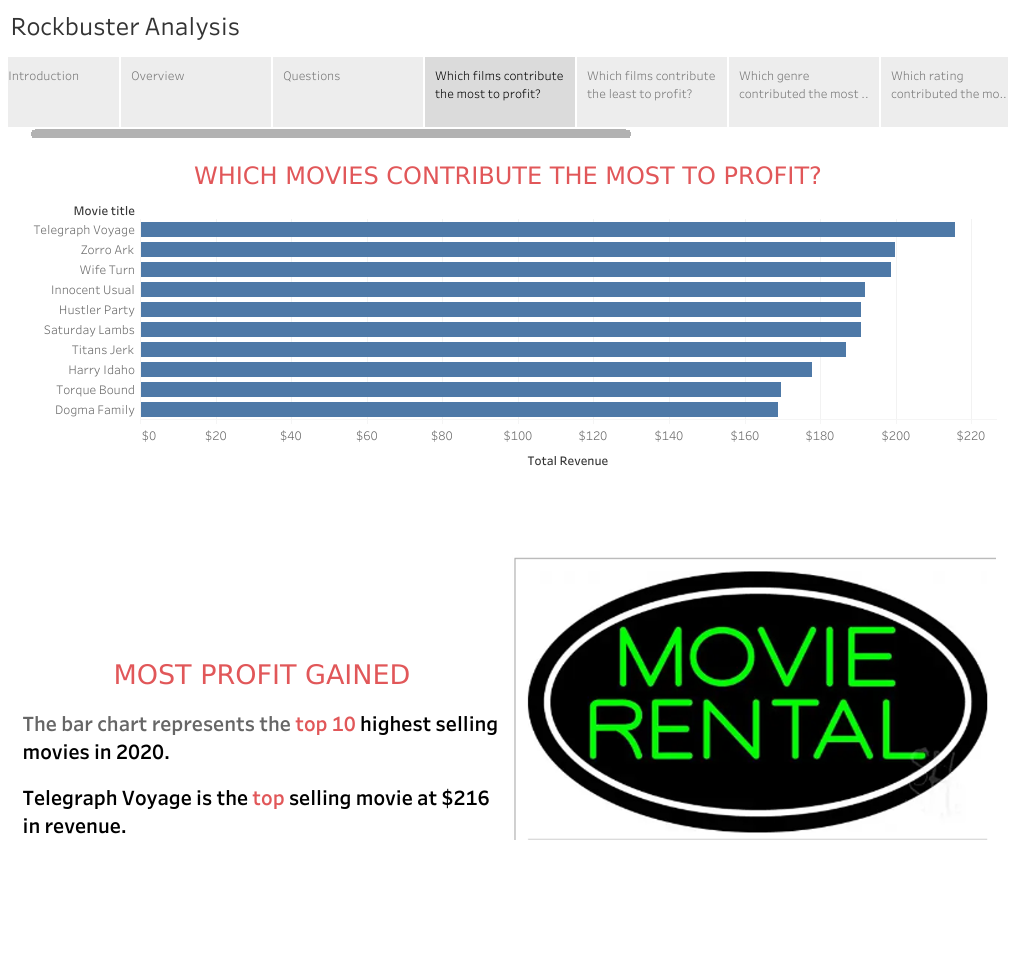 Rockbuster Analysis
Introduction
Overview
Questions
Which films contribute
the most to profit?
Which films contribute
the least to profit?
Which genre
contributed the most ..
Which rating
contributed the mo..
WHICH MOVIES CONTRIBUTE THE MOST TO PROFIT?
Movie title
Telegraph Voyage
Zorro Ark
Wife Turn
Innocent Usual
Hustler Party
Saturday Lambs
Titans Jerk
Harry Idaho
Torque Bound
Dogma Family
$0 $20 $40 $60 $80 $100 $120 $140 $160 $180 $200 $220
Total Revenue
MOVIE
RENTAL
MOST PROFIT GAINED
The bar chart represents the top 10 highest selling
movies in 2020.
Telegraph Voyage is the top selling movie at $216
in revenue.